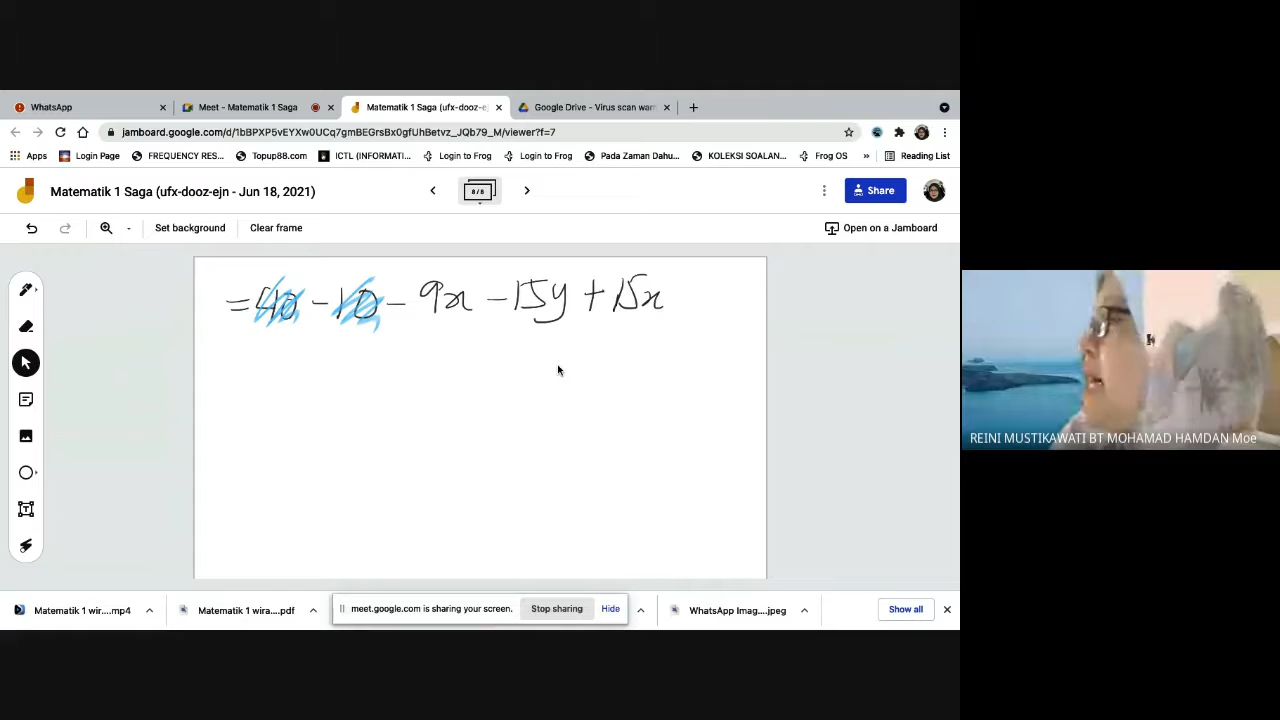 WhatsApp
Meet - Matematik 1 Saga
Matematik 1 Saga (ufx-dooz-e
Google Drive - Virus scan warn
jamboard.google.com/d/1bBPXP5vEYXw0UCq7gmBEGrsBx0gfUhBetvz_JQb79_M/viewer?f=7
Apps
Login Page
FREQUENCY RES...
Topup88.com
ICTL (INFORMATI...
Login to Frog
Login to Frog
Pada Zaman Dahu...
KOLEKSI SOALAN...
Frog OS
»
Reading List
Matematik 1 Saga (ufx-dooz-ejn - Jun 18, 2021)
8/8
Share
Set background
Clear frame
Open on a Jamboard
= 40 - 10 - 9x - 15y + 15x
REINI MUSTIKAWATI BT MOHAMAD HAMDAN Moe
Matematik 1 wir....mp4
Matematik 1 wira....pdf
meet.google.com is sharing your screen.
Stop sharing
Hide
WhatsApp Imag....jpeg
Show all